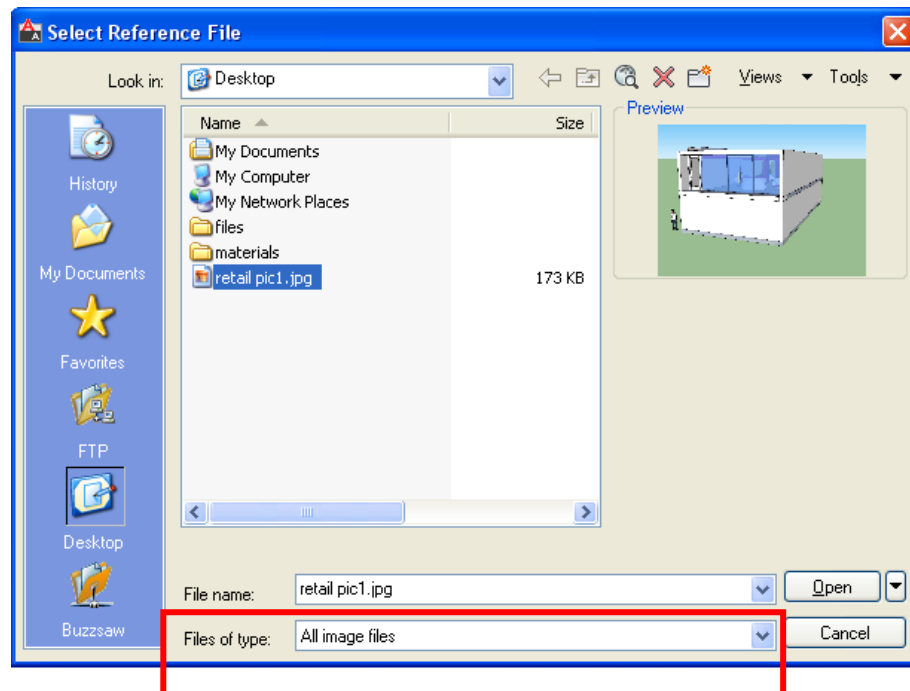 Select Reference File
Look in: Desktop Views Tools
Name Size Preview
My Documents
My Computer
My Network Places
files
materials
retail pic1.jpg 173 KB
History
My Documents
Favorites
FTP
Desktop
Buzzsaw
File name: retail pic1.jpg Open
Files of type: All image files Cancel